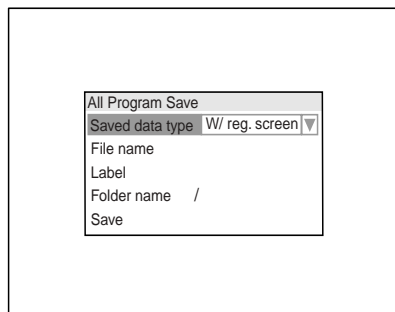 All Program Save
Saved data type W/ reg. screen
File name
Label
Folder name /
Save